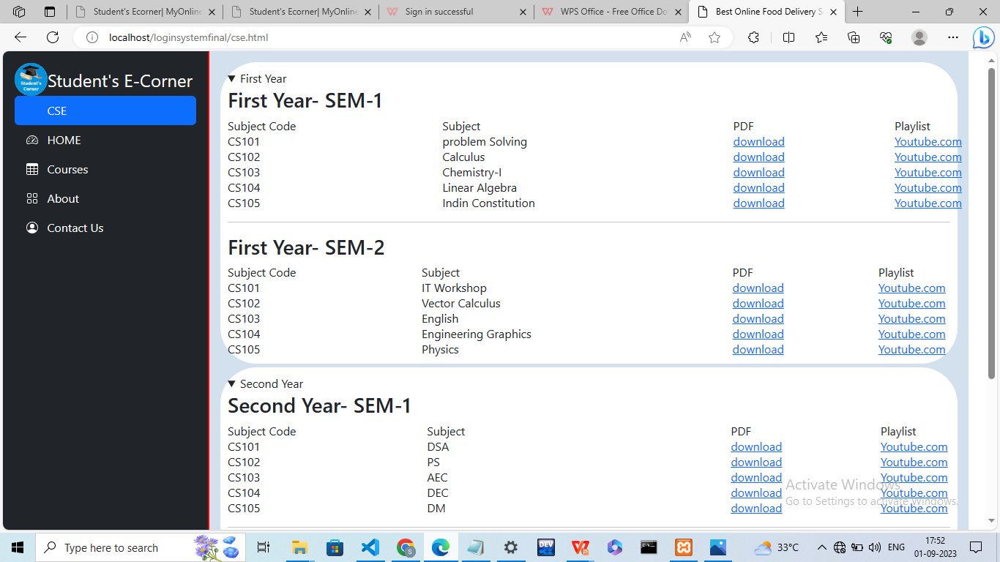 Student's Ecorner| MyOnline
Student's Ecorner| MyOnline
Sign in successful
WPS Office - Free Office Do
Best Online Food Delivery S
localhost/loginsystemfinal/cse.html
Student's Corner
Student's E-Corner
CSE
HOME
Courses
About
Contact Us
▼ First Year
First Year- SEM-1
Subject Code Subject PDF Playlist
CS101 problem Solving download Youtube.com
CS102 Calculus download Youtube.com
CS103 Chemistry-I download Youtube.com
CS104 Linear Algebra download Youtube.com
CS105 Indin Constitution download Youtube.com
First Year- SEM-2
Subject Code Subject PDF Playlist
CS101 IT Workshop download Youtube.com
CS102 Vector Calculus download Youtube.com
CS103 English download Youtube.com
CS104 Engineering Graphics download Youtube.com
CS105 Physics download Youtube.com
▼ Second Year
Second Year- SEM-1
Subject Code Subject PDF Playlist
CS101 DSA download Youtube.com
CS102 PS download Youtube.com
CS103 AEC download Youtube.com
CS104 DEC download Youtube.com
CS105 DM download Youtube.com
Activate Windows
Go to Settings to activate Windows.
Type here to search
DEV
33°C
ENG
17:52
01-09-2023